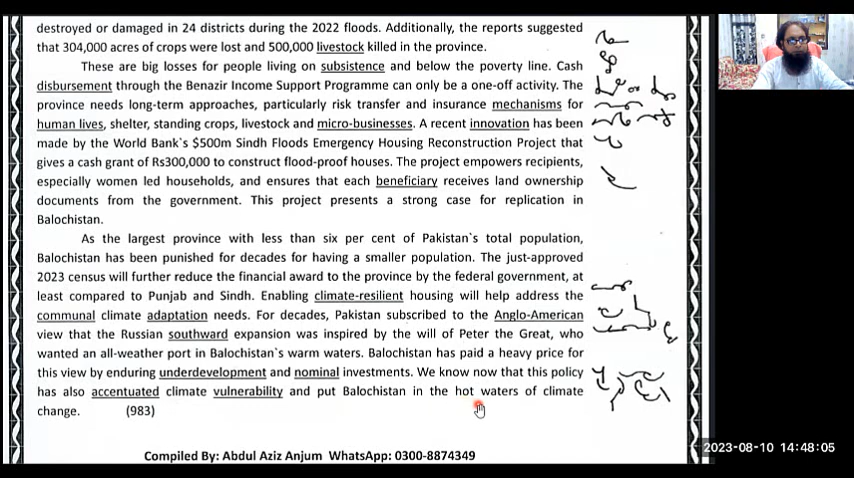 destroyed or damaged in 24 districts during the 2022 floods. Additionally, the reports suggested
that 304,000 acres of crops were lost and 500,000 livestock killed in the province.
These are big losses for people living on subsistence and below the poverty line. Cash
disbursement through the Benazir Income Support Programme can only be a one-off activity. The
province needs long-term approaches, particularly risk transfer and insurance mechanisms for
human lives, shelter, standing crops, livestock and micro-businesses. A recent innovation has been
made by the World Bank`s $500m Sindh Floods Emergency Housing Reconstruction Project that
gives a cash grant of Rs300,000 to construct flood-proof houses. The project empowers recipients,
especially women led households, and ensures that each beneficiary receives land ownership
documents from the government. This project presents a strong case for replication in
Balochistan.
As the largest province with less than six per cent of Pakistan`s total population,
Balochistan has been punished for decades for having a smaller population. The just-approved
2023 census will further reduce the financial award to the province by the federal government, at
least compared to Punjab and Sindh. Enabling climate-resilient housing will help address the
communal climate adaptation needs. For decades, Pakistan subscribed to the Anglo-American
view that the Russian southward expansion was inspired by the will of Peter the Great, who
wanted an all-weather port in Balochistan`s warm waters. Balochistan has paid a heavy price for
this view by enduring underdevelopment and nominal investments. We know now that this policy
has also accentuated climate vulnerability and put Balochistan in the hot waters of climate
change. (983)
or
Compiled By: Abdul Aziz Anjum WhatsApp: 0300-8874349
2023-08-10 14:48:05